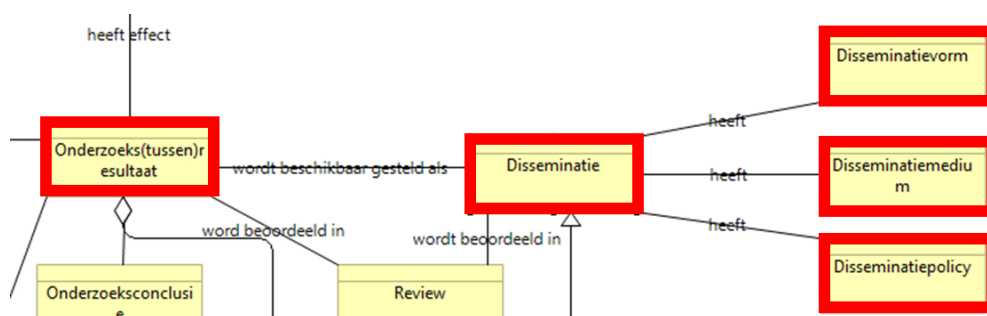 heeft effect
Disseminatievorm
heeft
Onderzoeks(tussen)r
esultaat
wordt beschikbaar gesteld als
Disseminatie
heeft
Disseminatiemediu
m
heeft
word beoordeeld in
wordt beoordeeld in
Disseminatiepolicy
Onderzoeksconclusi
e
Review